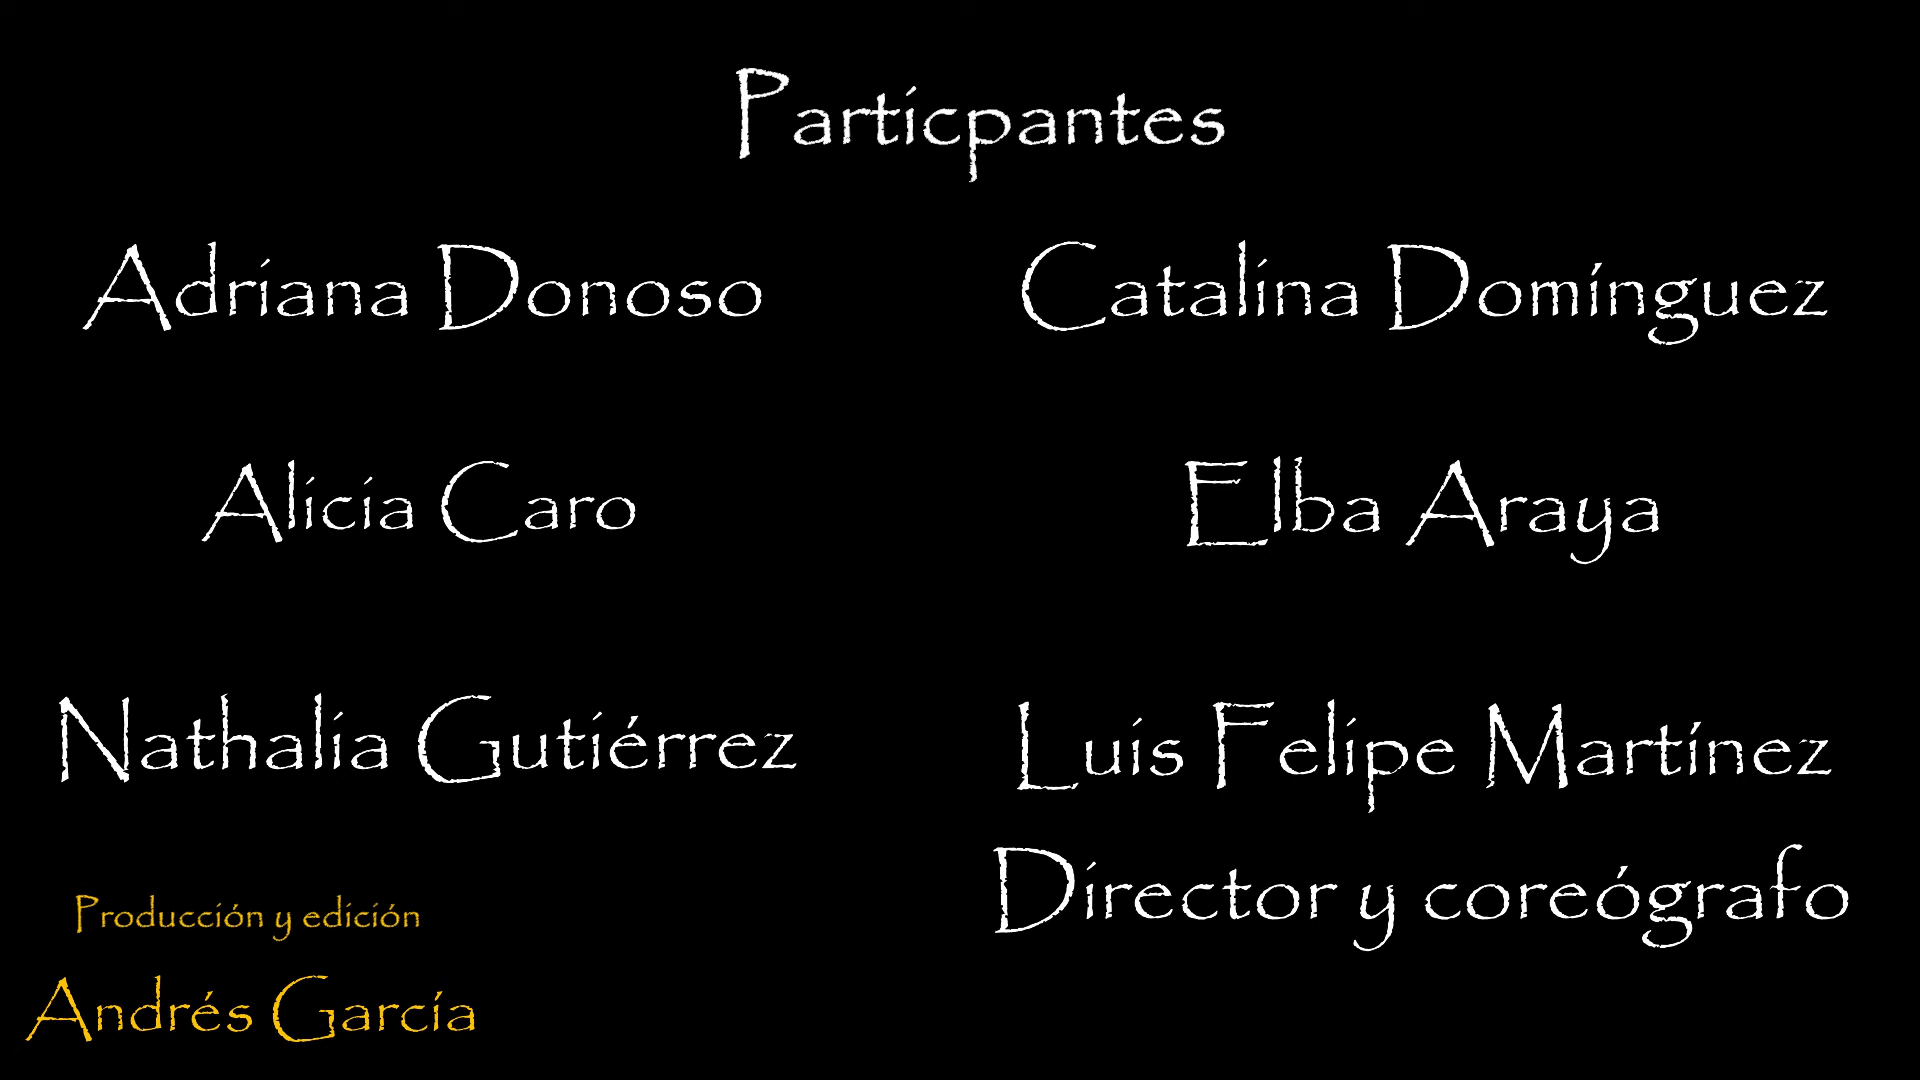 Particpantes
Adriana Donoso
Catalina Domínguez
Alicia Caro
Elba Araya
Nathalia Gutiérrez
Luis Felipe Martínez
Director y coreógrafo
Producción y edición
Andrés García